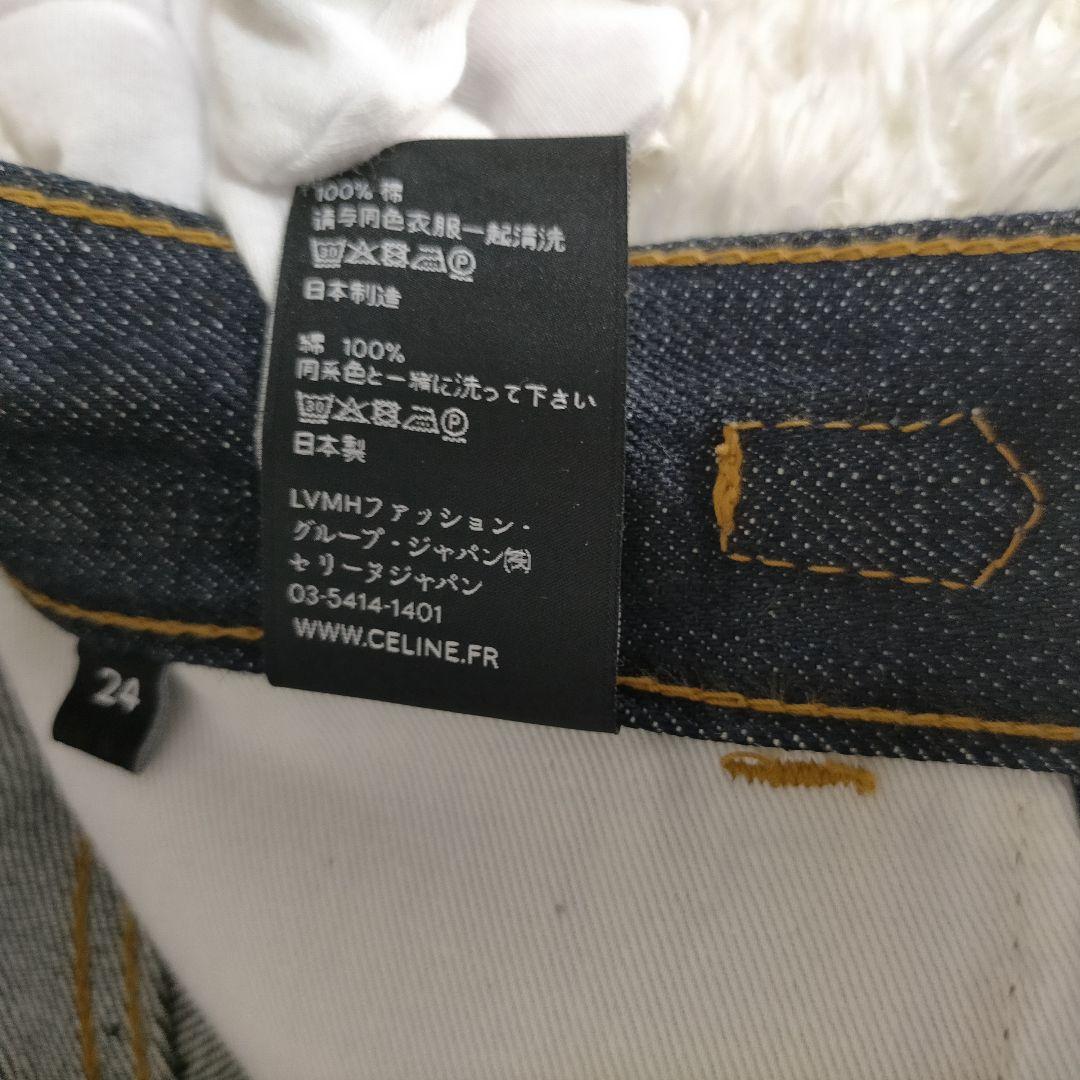 100% 棉
请与同色衣服一起清洗
30 P
日本制造
綿 100%
同系色と一緒に洗って下さい
30 P
日本製
LVMHファッション・
グループ・ジャパン㈱
セリーヌジャパン
03-5414-1401
WWW.CELINE.FR
24